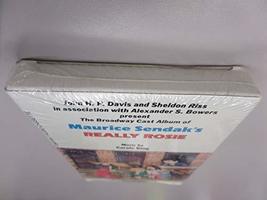 John H. P. Davis and Sheldon Riss
in association with Alexander S. Bowers
present
The Broadway Cast Album of
Maurice Sendak's
REALLY ROSIE
Music by
Carole King